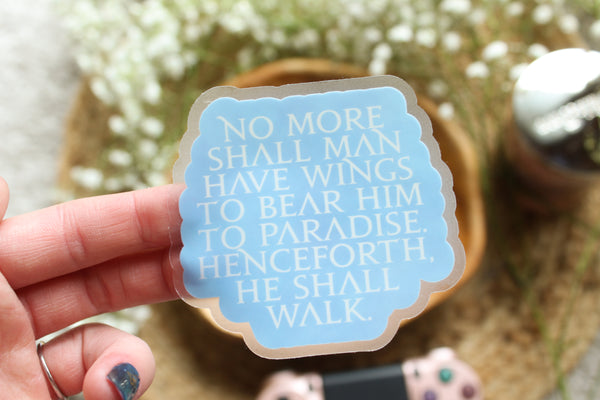 NO MORE
SHALL MAN
HAVE WINGS
TO BEAR HIM
TO PARADISE.
HENCEFORTH,
HE SHALL
WALK.